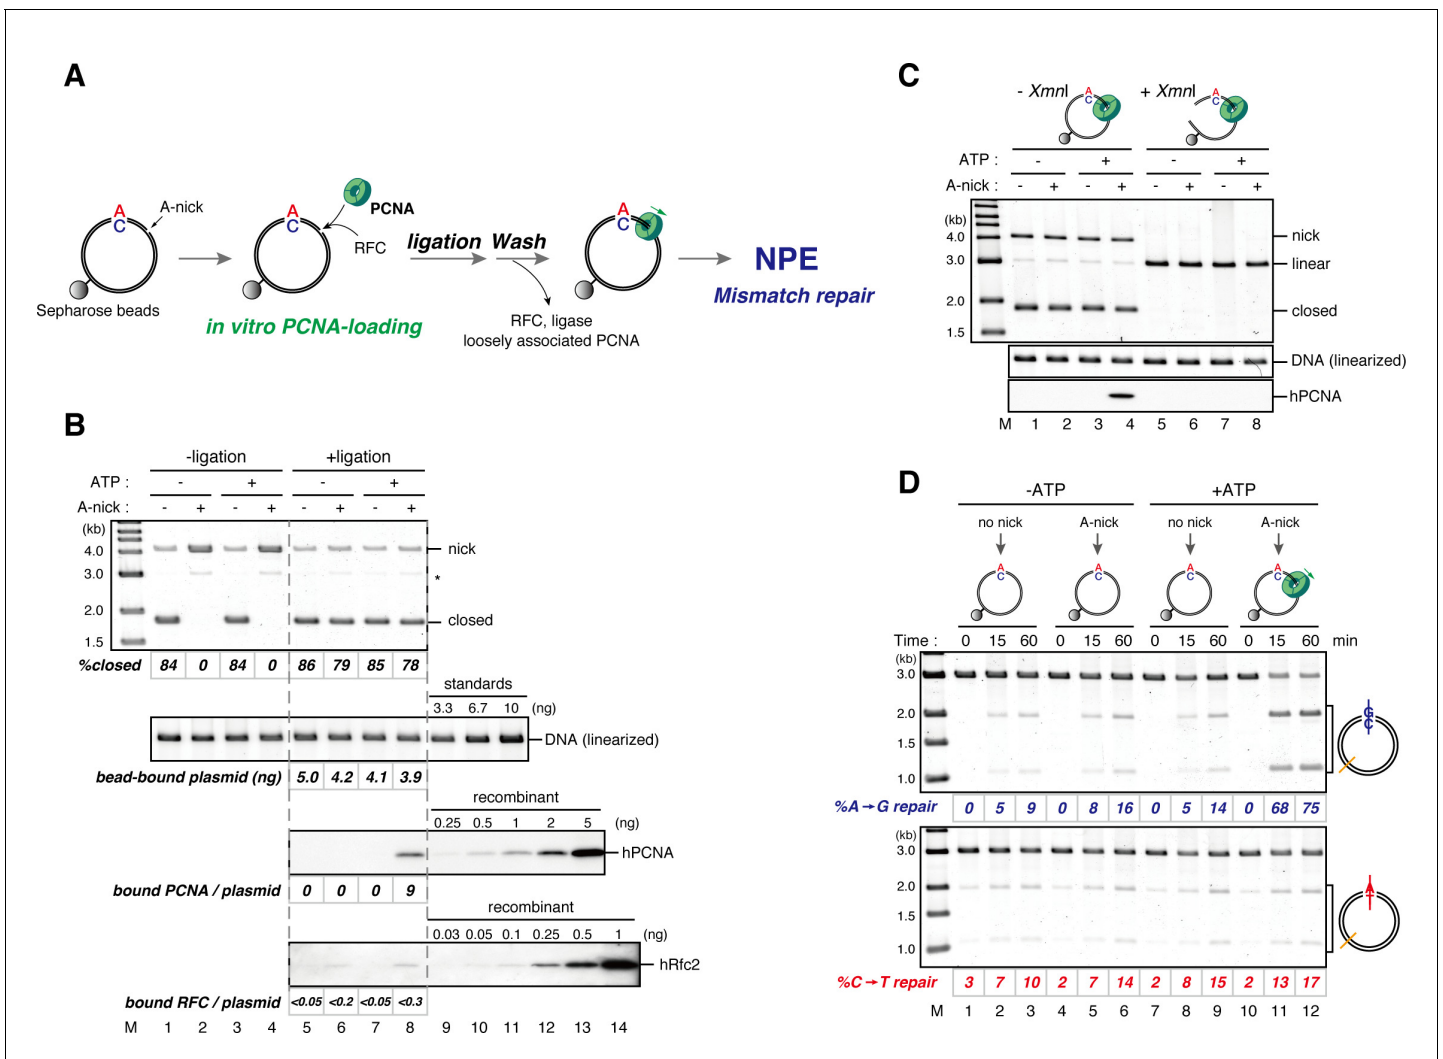 A
A
C
A-nick
Sepharose beads
A
C
PCNA
RFC
in vitro PCNA-loading
ligation Wash
RFC, ligase
loosely associated PCNA
A
C
NPE
Mismatch repair
B
-ligation +ligation
ATP : - + - +
A-nick : - + - + - + - +
(kb)
4.0
3.0
2.0
1.5
nick
*
closed
%closed 84 0 84 0 86 79 85 78
standards
3.3 6.7 10 (ng)
DNA (linearized)
bead-bound plasmid (ng) 5.0 4.2 4.1 3.9
recombinant
0.25 0.5 1 2 5 (ng)
hPCNA
bound PCNA / plasmid 0 0 0 9
recombinant
0.03 0.05 0.1 0.25 0.5 1 (ng)
hRfc2
bound RFC / plasmid <0.05 <0.2 <0.05 <0.3
M 1 2 3 4 5 6 7 8 9 10 11 12 13 14
C
- XmnI + XmnI
A
C
A
C
ATP : - + - +
A-nick : - + - + - + - +
(kb)
4.0
3.0
2.0
1.5
nick
linear
closed
DNA (linearized)
hPCNA
M 1 2 3 4 5 6 7 8
D
-ATP +ATP
no nick A-nick no nick A-nick
A A A A
C C C C
Time : 0 15 60 0 15 60 0 15 60 0 15 60 min
(kb)
3.0
2.0
1.5
1.0
G
C
%A→G repair 0 5 9 0 8 16 0 5 14 0 68 75
(kb)
3.0
2.0
1.5
1.0
A
T
%C→T repair 3 7 10 2 7 14 2 8 15 2 13 17
M 1 2 3 4 5 6 7 8 9 10 11 12